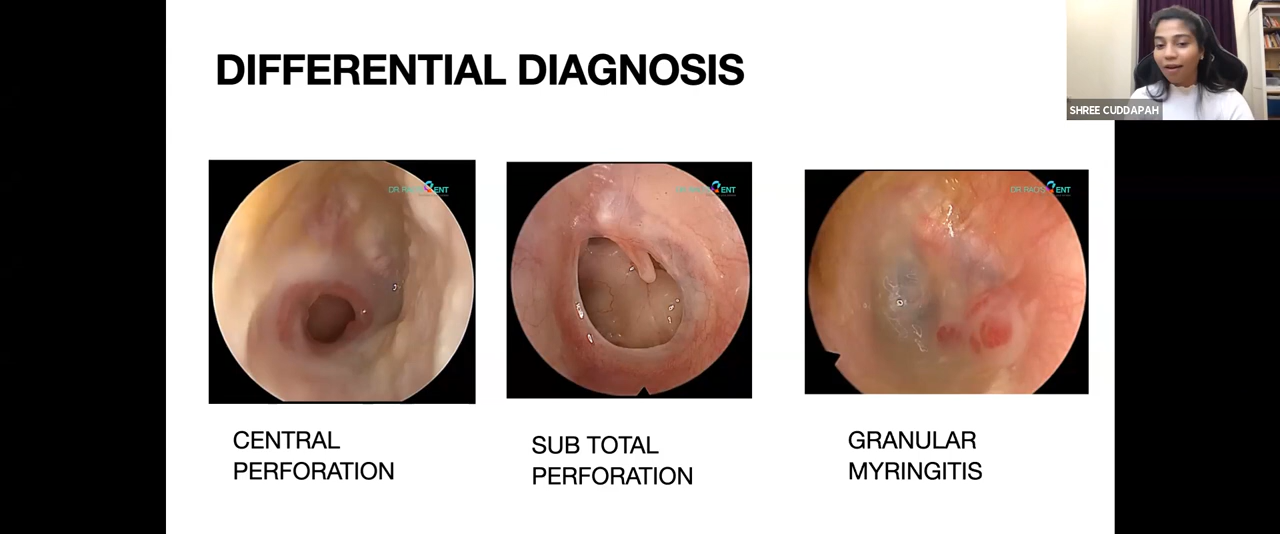 DIFFERENTIAL DIAGNOSIS
SHREE CUDDAPAH
CENTRAL
PERFORATION
SUB TOTAL
PERFORATION
GRANULAR
MYRINGITIS